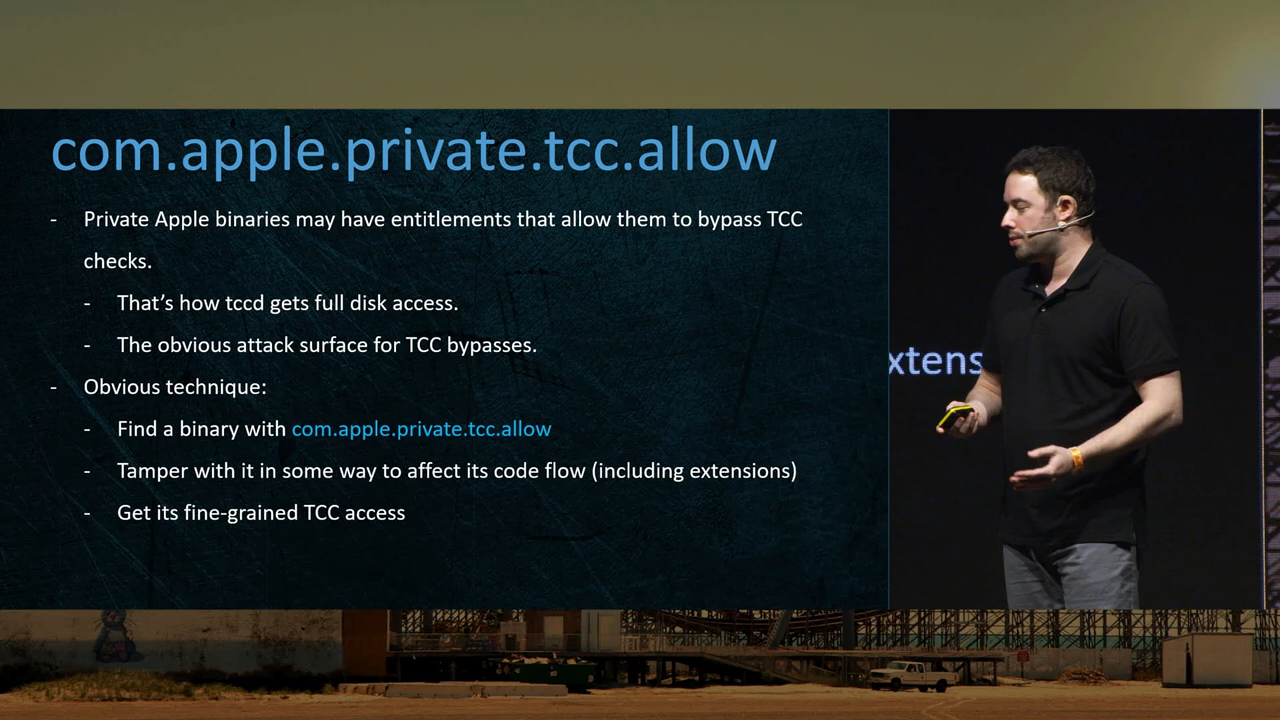 com.apple.private.tcc.allow
- Private Apple binaries may have entitlements that allow them to bypass TCC
checks.
- That's how tccd gets full disk access.
- The obvious attack surface for TCC bypasses.
- Obvious technique:
- Find a binary with com.apple.private.tcc.allow
- Tamper with it in some way to affect its code flow (including extensions)
- Get its fine-grained TCC access
xtens